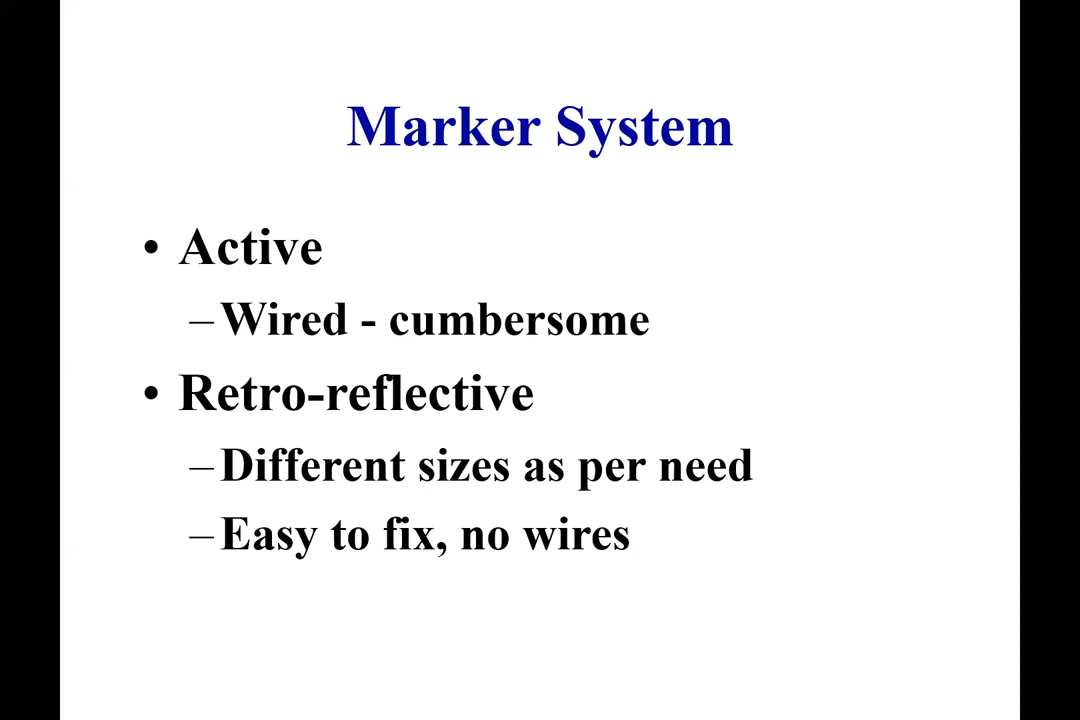 Marker System
• Active
– Wired - cumbersome
• Retro-reflective
– Different sizes as per need
– Easy to fix, no wires